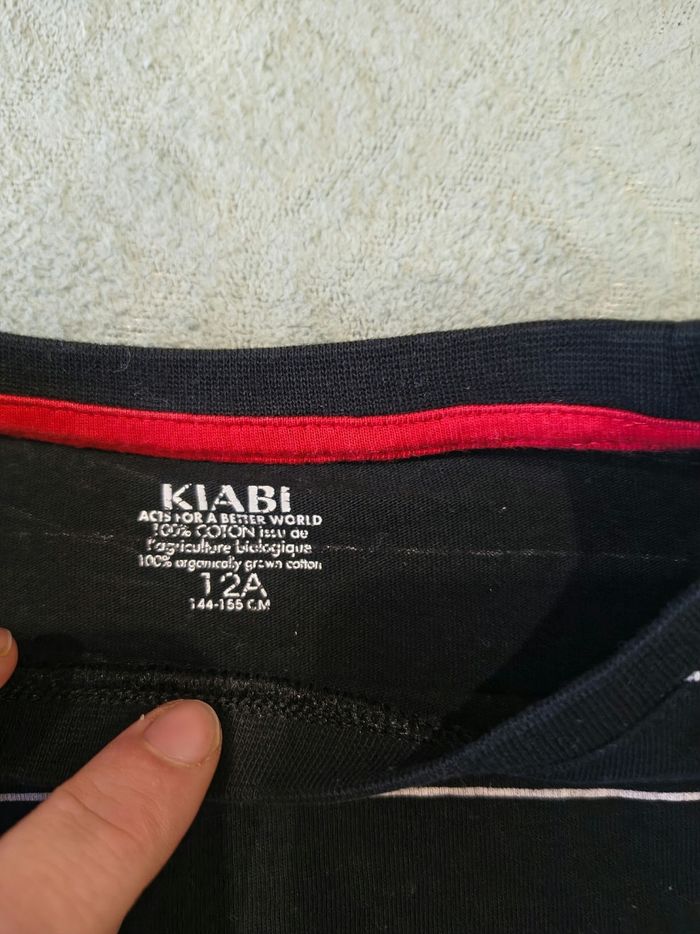 KIABI
ACTS FOR A BETTER WORLD
100% COTON issu de
l'agriculture biologique
100% organically grown cotton
12A
144-155 CM